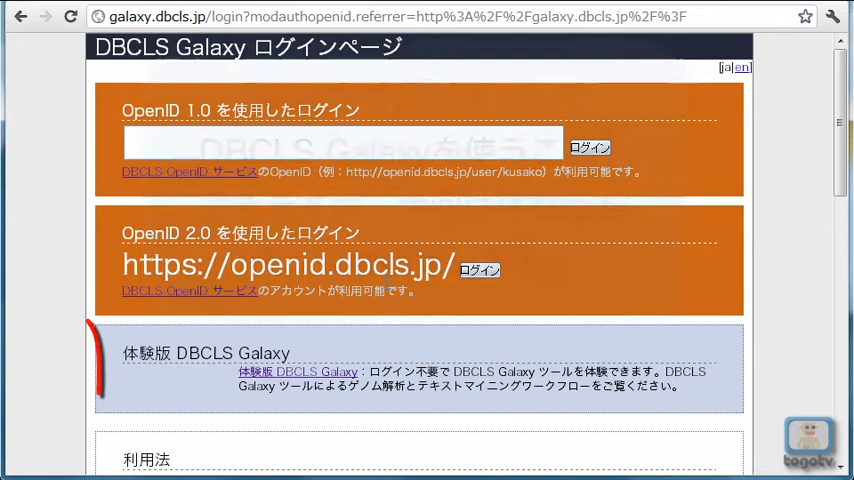 galaxy.dbcls.jp/login?modauthopenid.referrer=http%3A%2F%2Fgalaxy.dbcls.jp%2F%3F
DBCLS Galaxy ログインページ
[ja|en]
OpenID 1.0 を使用したログイン
ログイン
DBCLS OpenID サービスのOpenID（例：http://openid.dbcls.jp/user/kusako）が利用可能です。
OpenID 2.0 を使用したログイン
https://openid.dbcls.jp/ ログイン
DBCLS OpenID サービスのアカウントが利用可能です。
体験版 DBCLS Galaxy
体験版 DBCLS Galaxy：ログイン不要で DBCLS Galaxy ツールを体験できます。DBCLS
Galaxy ツールによるゲノム解析とテキストマイニングワークフローをご覧ください。
利用法
togotv